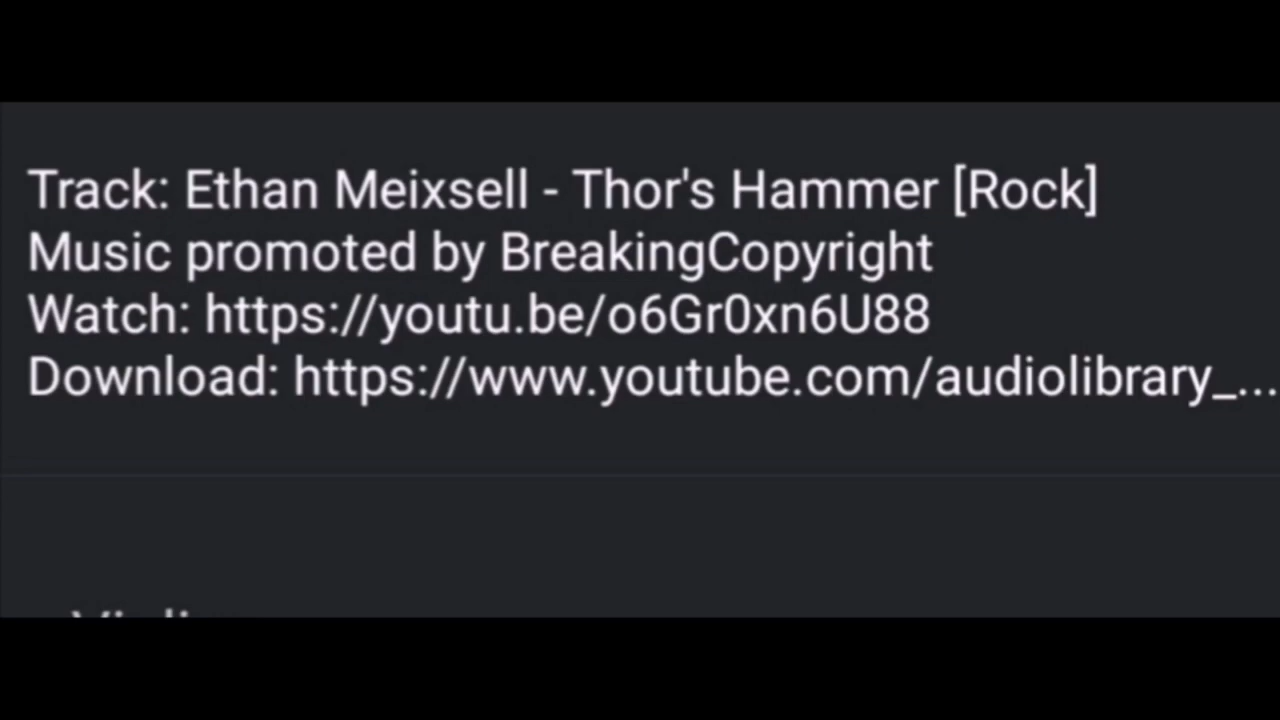 Track: Ethan Meixsell - Thor's Hammer [Rock]
Music promoted by BreakingCopyright
Watch: https://youtu.be/o6Gr0xn6U88
Download: https://www.youtube.com/audiolibrary_...